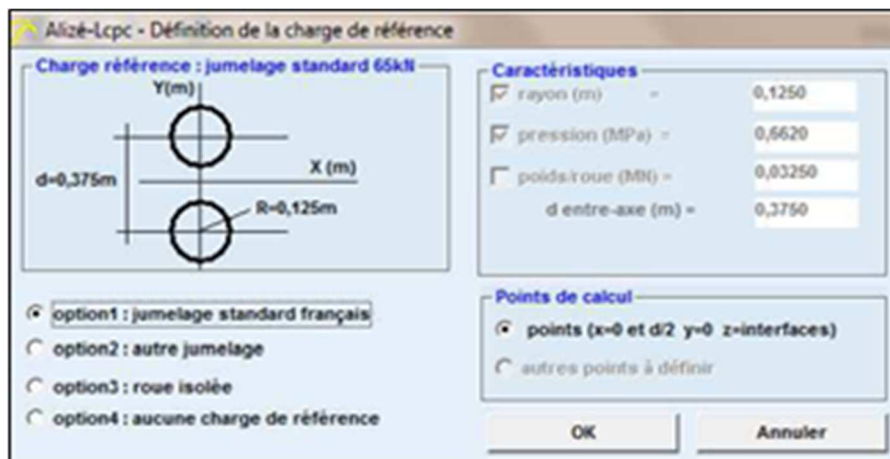 Alizé-Lcpc - Définition de la charge de référence
Charge référence : jumelage standard 65kN
Y(m)
X (m)
d=0,375m
R=0,125m
option1 : jumelage standard français
option2 : autre jumelage
option3 : roue isolée
option4 : aucune charge de référence
Caractéristiques
rayon (m) = 0,1250
pression (MPa) = 0,6620
poids/roue (MN) = 0,03250
d entre-axe (m) = 0,3750
Points de calcul
points (x=0 et d/2 y=0 z=interfaces)
autres points à définir
OK
Annuler